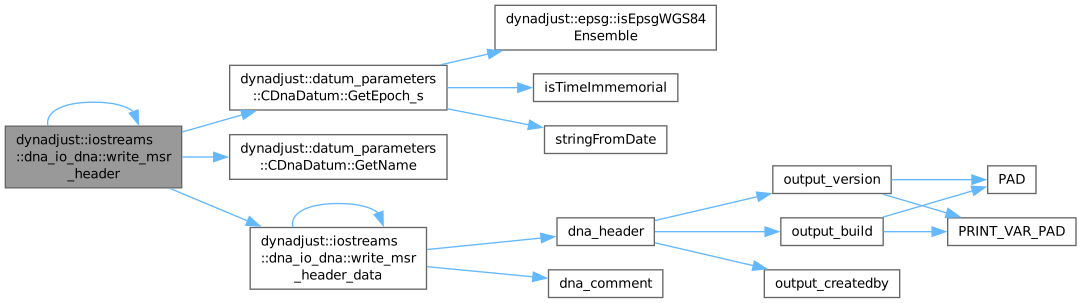 dynadjust::iostreams
::dna_io_dna::write_msr
_header
dynadjust::datum_parameters
::CDnaDatum::GetEpoch_s
dynadjust::epsg::isEpsgWGS84
Ensemble
isTimeImmemorial
stringFromDate
dynadjust::datum_parameters
::CDnaDatum::GetName
dynadjust::iostreams
::dna_io_dna::write_msr
_header_data
dna_header
output_version
PAD
PRINT_VAR_PAD
output_build
output_createdby
dna_comment